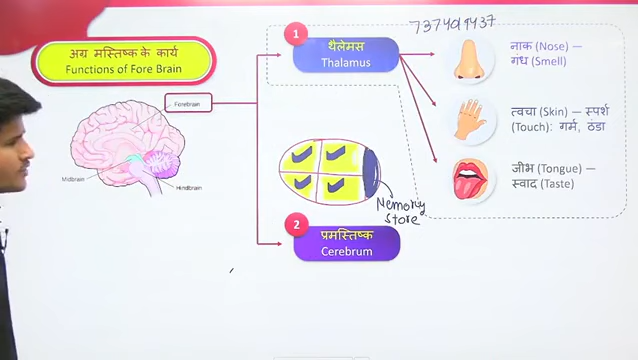 7374919437
1
अग्र मस्तिष्क के कार्य
Functions of Fore Brain
थैलेमस
Thalamus
नाक (Nose) —
गंध (Smell)
Forebrain
त्वचा (Skin) — स्पर्श
(Touch): गर्म, ठंडा
जीभ (Tongue) —
स्वाद (Taste)
Midbrain
Hindbrain
Memory
Store
2
प्रमस्तिष्क
Cerebrum